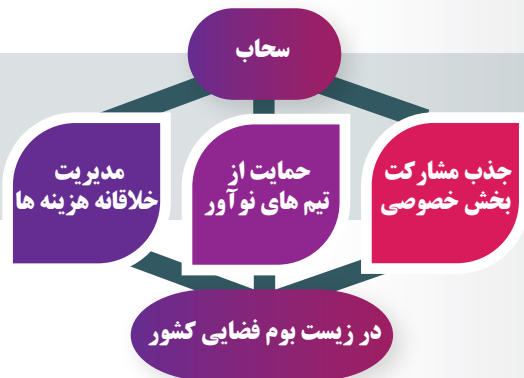 سحاب
جذب مشارکت
بخش خصوصی
حمایت از
تیم های نوآور
مدیریت
خلاقانه هزینه ها
در زیست بوم فضایی کشور